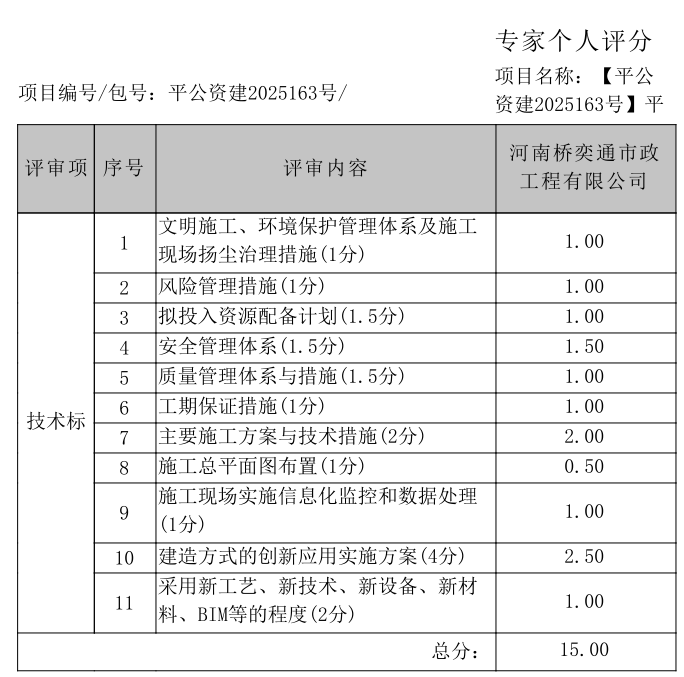 专家个人评分
项目编号/包号：平公资建2025163号/
项目名称：【平公
资建2025163号】平
评审项 序号 评审内容 河南桥奕通市政
工程有限公司
技术标
1 文明施工、环境保护管理体系及施工
现场扬尘治理措施(1分) 1.00
2 风险管理措施(1分) 1.00
3 拟投入资源配备计划(1.5分) 1.00
4 安全管理体系(1.5分) 1.50
5 质量管理体系与措施(1.5分) 1.00
6 工期保证措施(1分) 1.00
7 主要施工方案与技术措施(2分) 2.00
8 施工总平面图布置(1分) 0.50
9 施工现场实施信息化监控和数据处理
(1分) 1.00
10 建造方式的创新应用实施方案(4分) 2.50
11 采用新工艺、新技术、新设备、新材
料、BIM等的程度(2分) 1.00
总分： 15.00